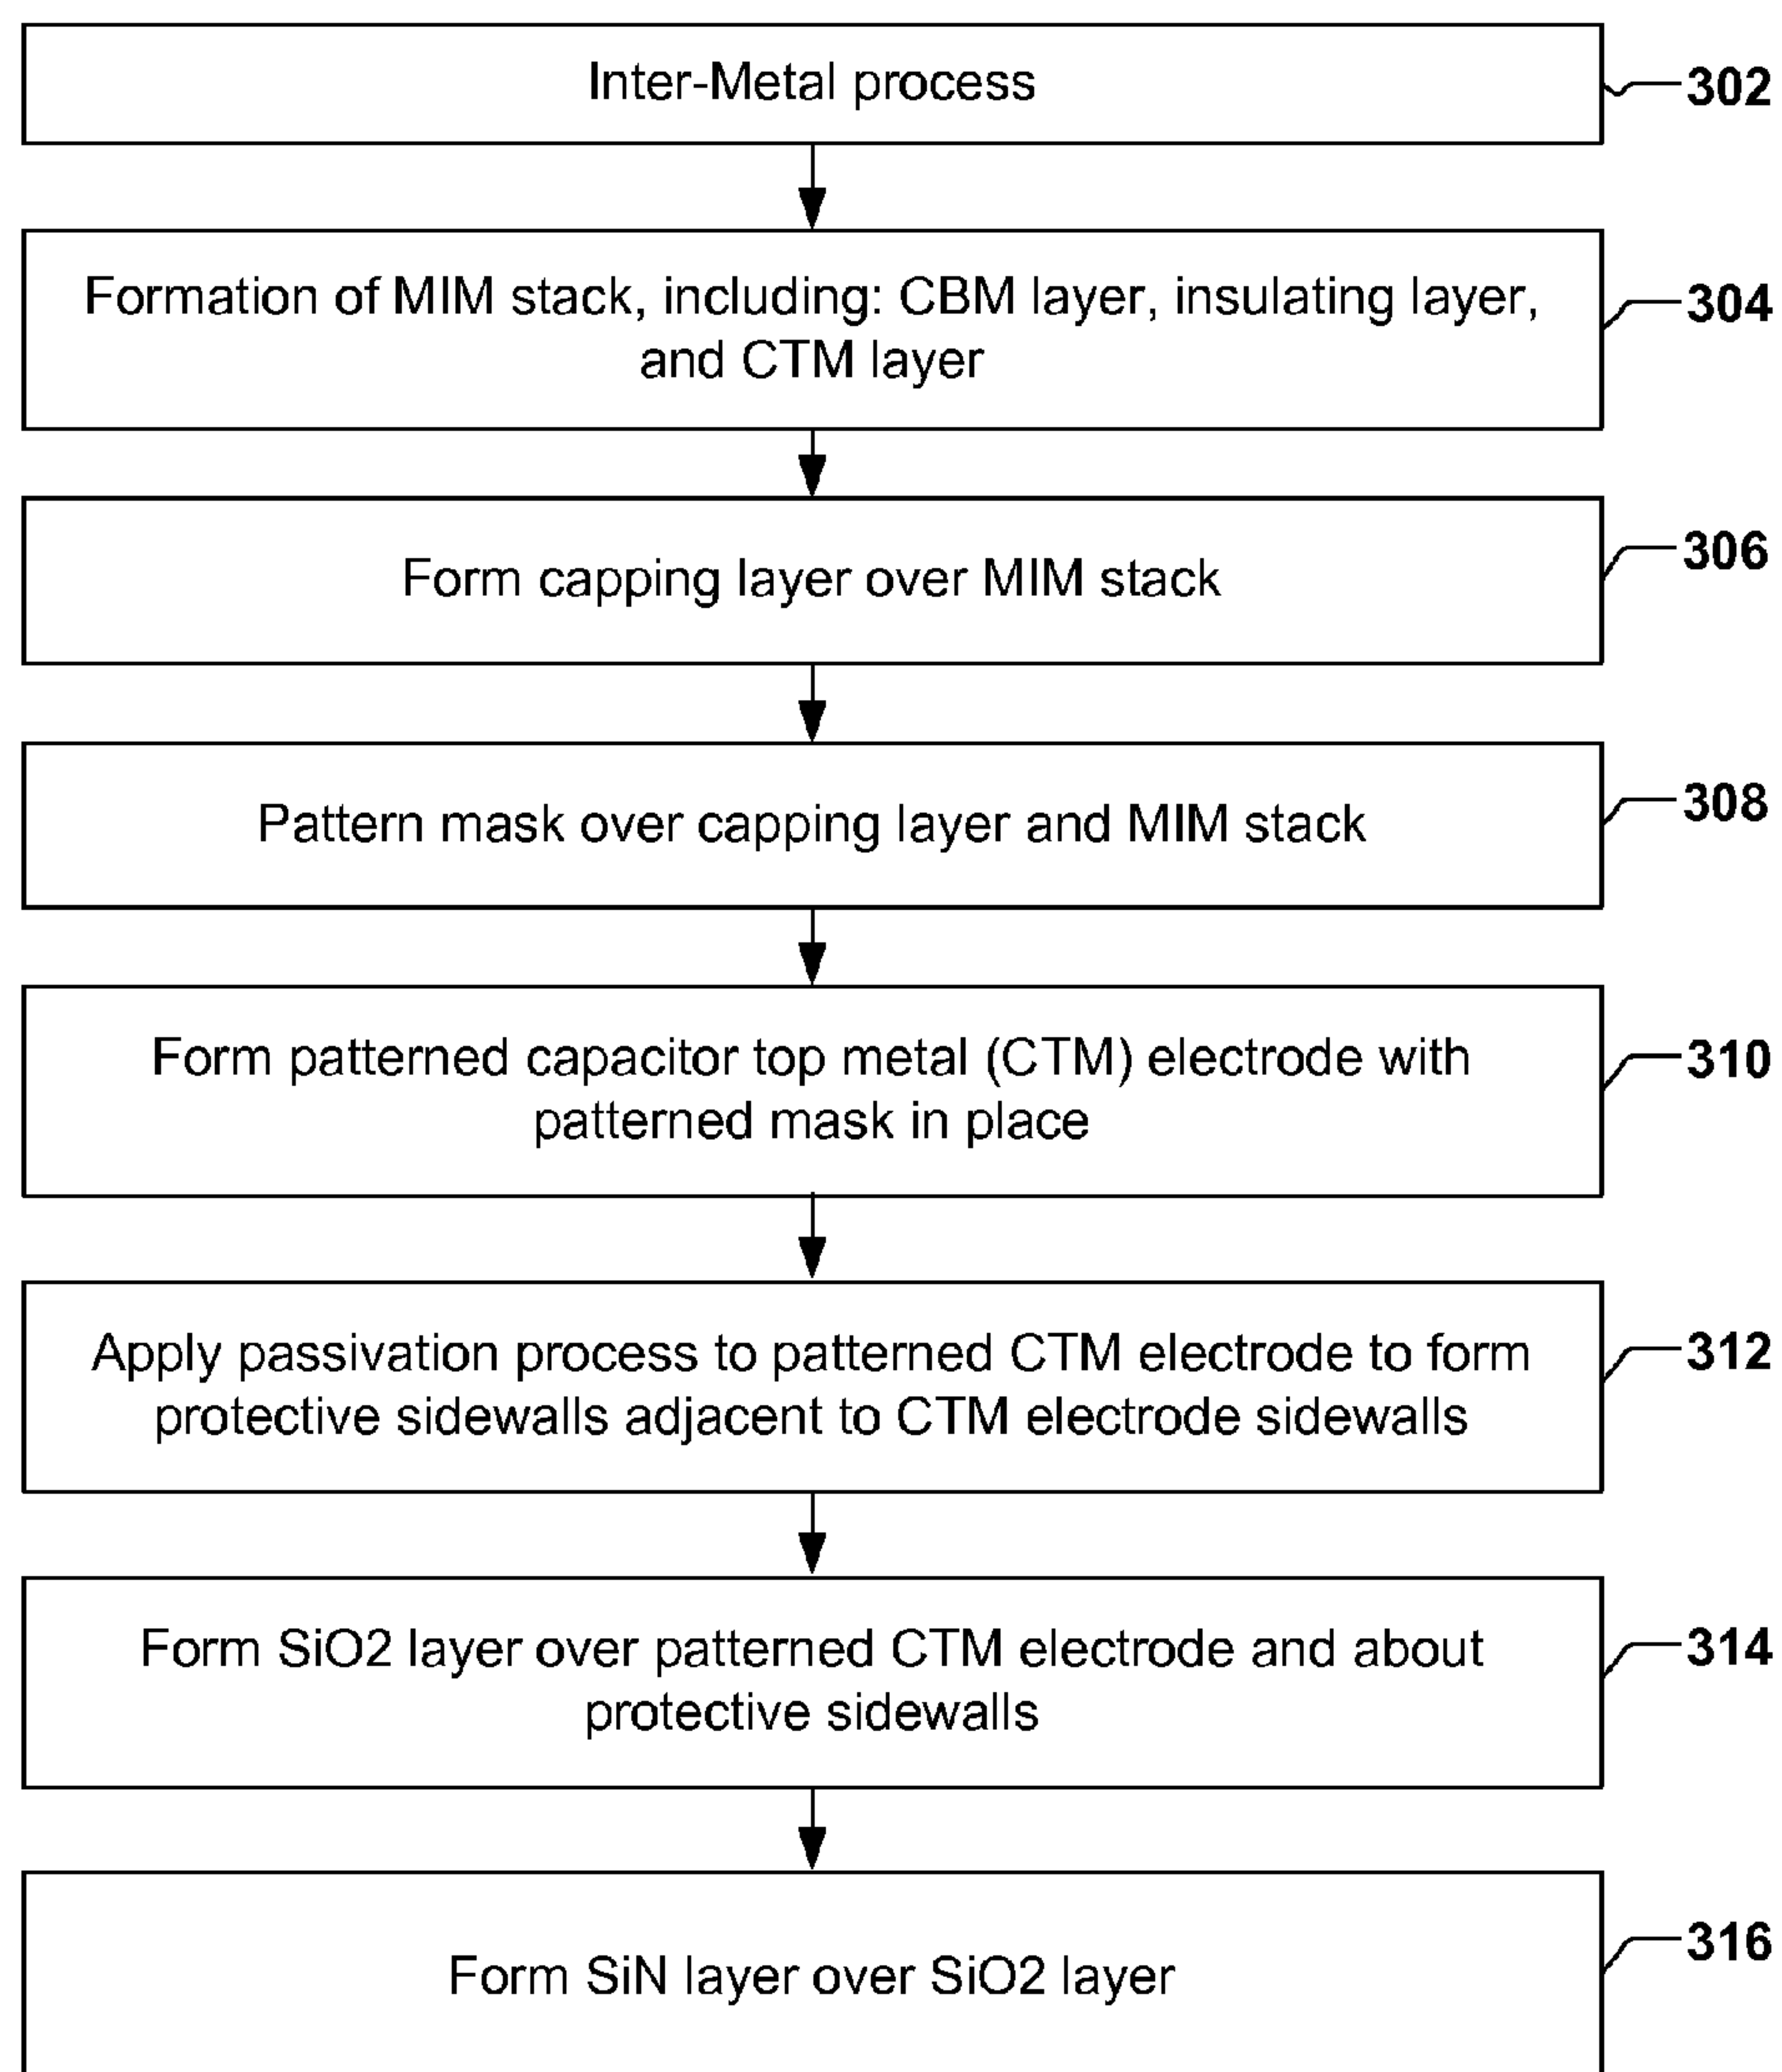 Inter-Metal process
302
Formation of MIM stack, including: CBM layer, insulating layer,
and CTM layer
304
Form capping layer over MIM stack
306
Pattern mask over capping layer and MIM stack
308
Form patterned capacitor top metal (CTM) electrode with
patterned mask in place
310
Apply passivation process to patterned CTM electrode to form
protective sidewalls adjacent to CTM electrode sidewalls
312
Form SiO2 layer over patterned CTM electrode and about
protective sidewalls
314
Form SiN layer over SiO2 layer
316